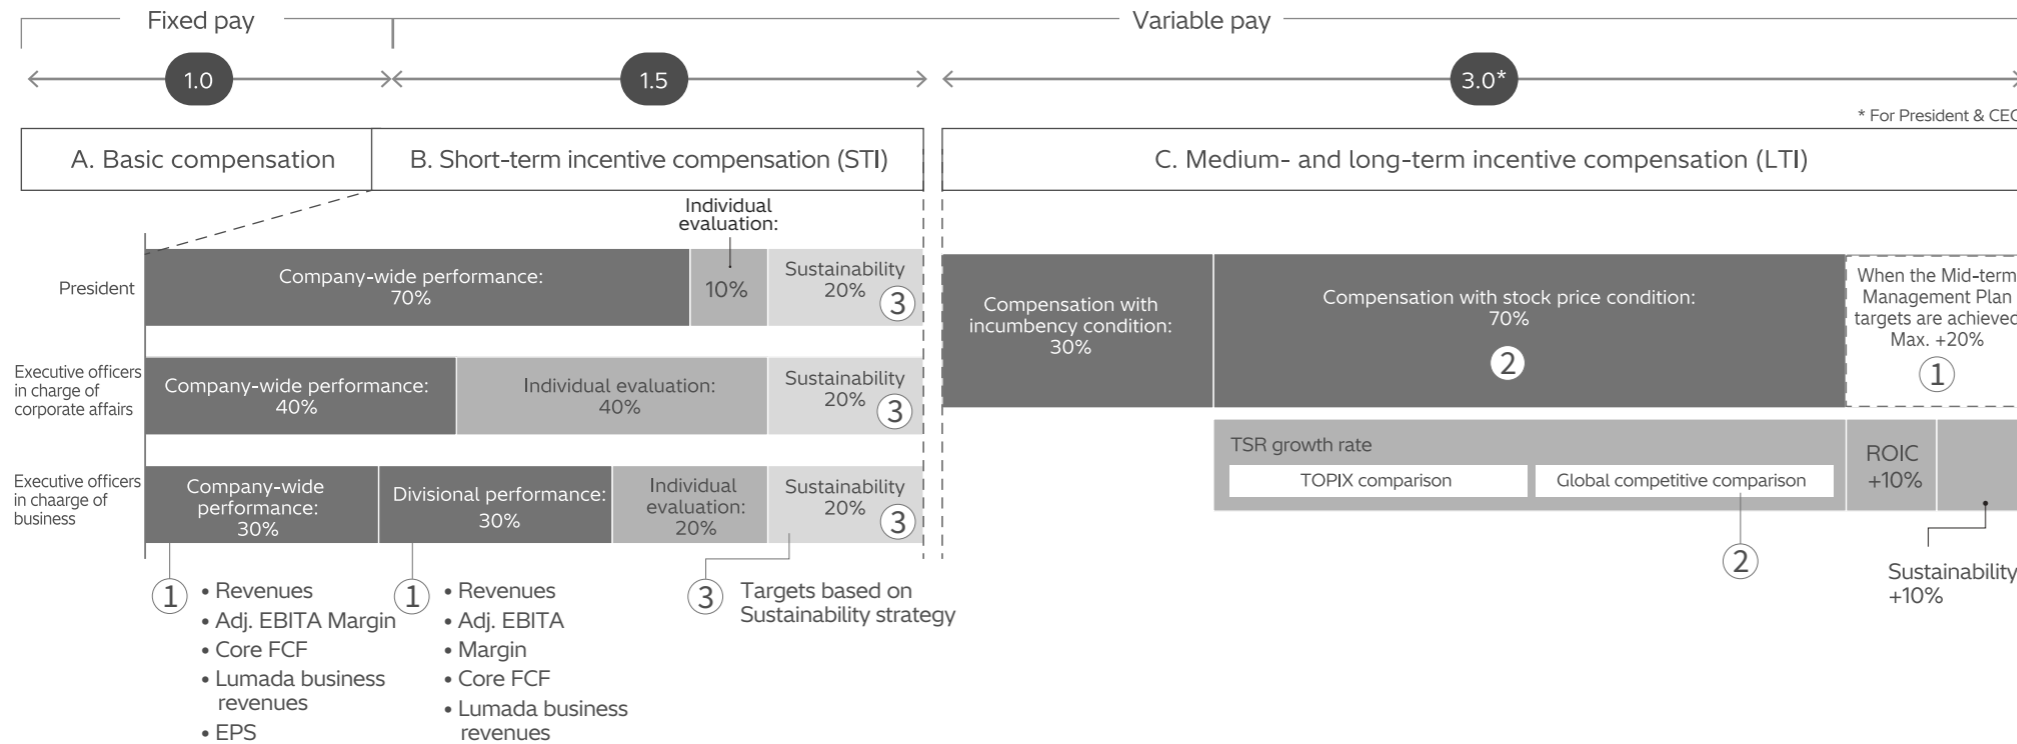 Fixed pay
Variable pay
1.0
1.5
3.0*
* For President & CEO
A. Basic compensation
B. Short-term incentive compensation (STI)
C. Medium- and long-term incentive compensation (LTI)
Individual
evaluation:
President
Company-wide performance:
70%
10%
Sustainability
20%
3
Executive officers
in charge of
corporate affairs
Company-wide performance:
40%
Individual evaluation:
40%
Sustainability
20%
3
Executive officers
in chaarge of
business
Company-wide
performance:
30%
Divisional performance:
30%
Individual
evaluation:
20%
Sustainability
20%
3
1
• Revenues
• Adj. EBITA Margin
• Core FCF
• Lumada business
revenues
• EPS
1
• Revenues
• Adj. EBITA
• Margin
• Core FCF
• Lumada business
revenues
3
Targets based on
Sustainability strategy
Compensation with
incumbency condition:
30%
Compensation with stock price condition:
70%
2
When the Mid-term
Management Plan
targets are achieved
Max. +20%
1
TSR growth rate
TOPIX comparison
Global competitive comparison
2
ROIC
+10%
Sustainability
+10%